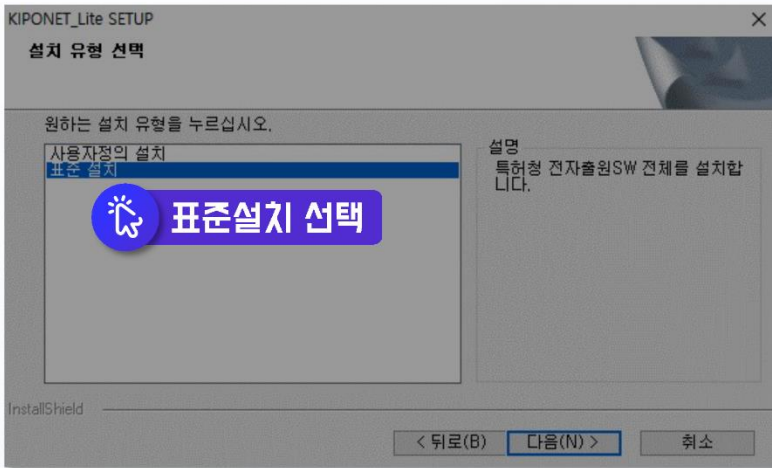 KIPONET_Lite SETUP
설치 유형 선택
원하는 설치 유형을 누르십시오.
사용자정의 설치
표준 설치
표준설치 선택
설명
특허청 전자출원SW 전체를 설치합
니다.
InstallShield
< 뒤로(B)
다음(N) >
취소